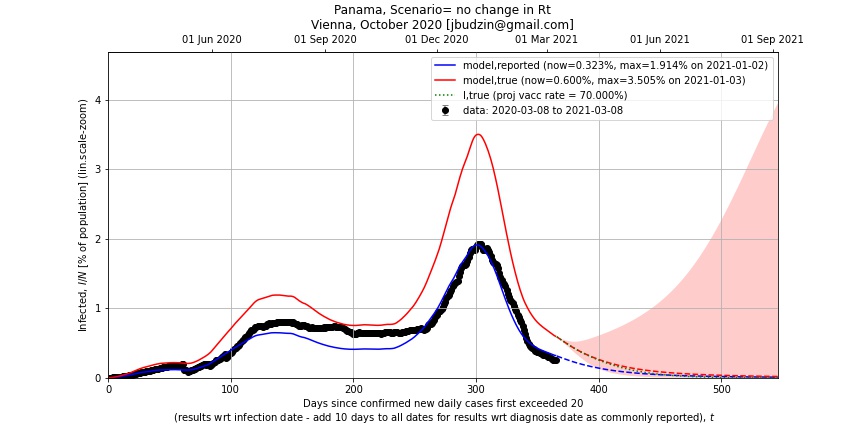 Panama, Scenario= no change in Rt
Vienna, October 2020 [jbudzin@gmail.com]
01 Jun 2020 01 Sep 2020 01 Dec 2020 01 Mar 2021 01 Jun 2021 01 Sep 2021
model,reported (now=0.323%, max=1.914% on 2021-01-02)
model,true (now=0.600%, max=3.505% on 2021-01-03)
I,true (proj vacc rate = 70.000%)
data: 2020-03-08 to 2021-03-08
Infected, I/N [% of population] (lin.scale-zoom)
4
3
2
1
0
0 100 200 300 400 500
Days since confirmed new daily cases first exceeded 20
(results wrt infection date - add 10 days to all dates for results wrt diagnosis date as commonly reported), t